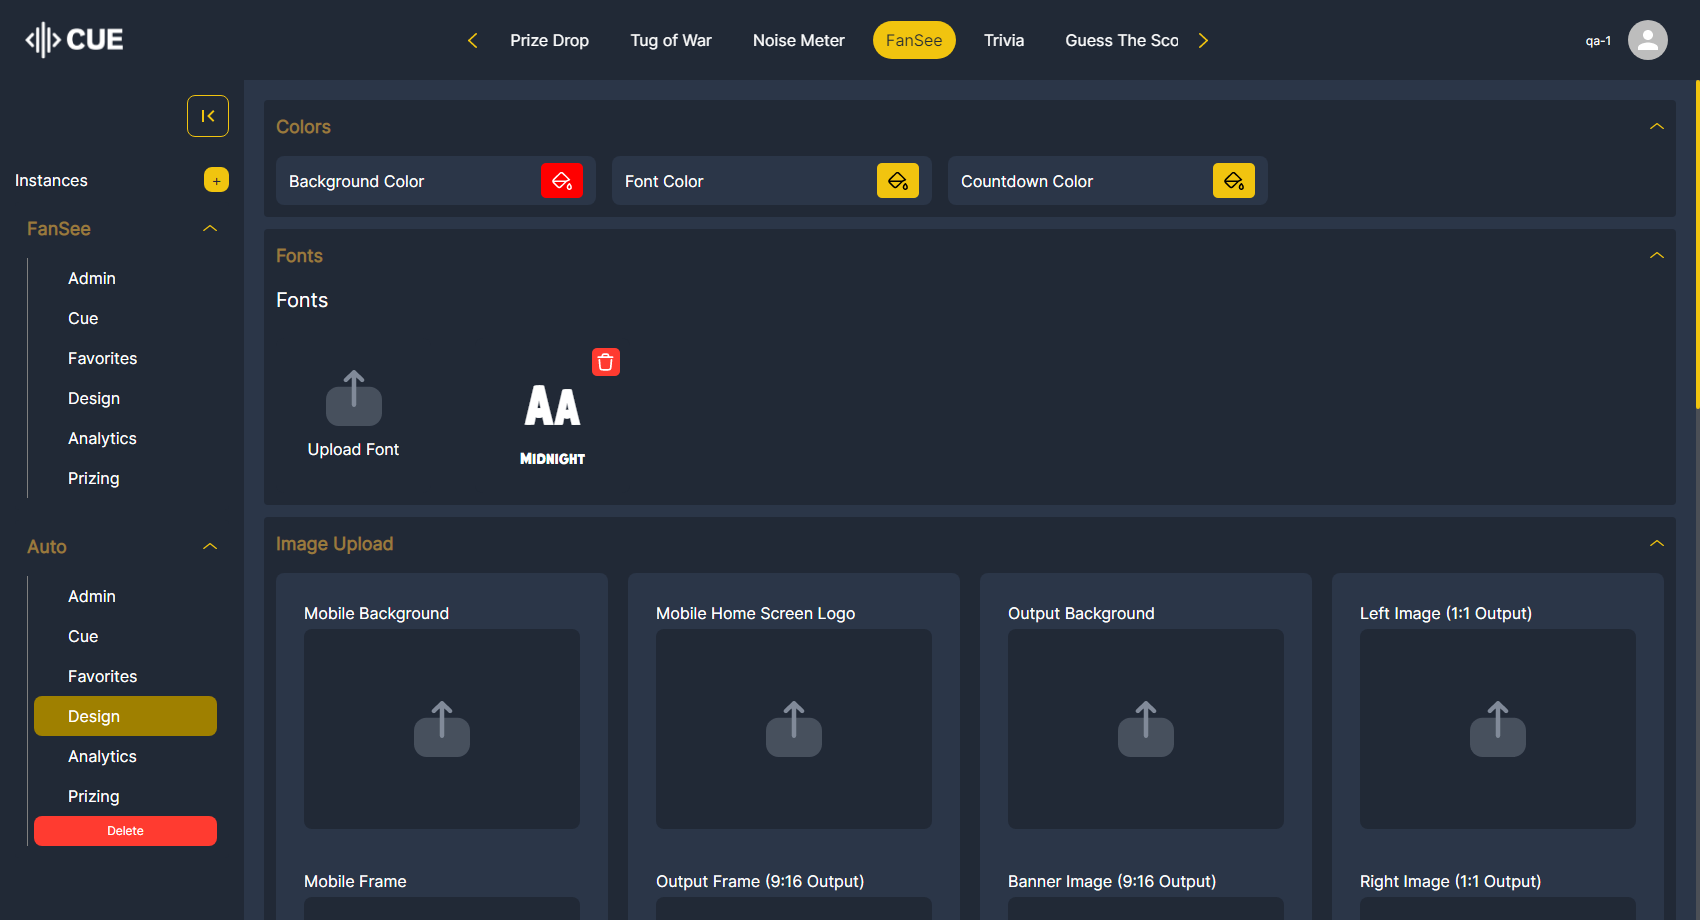 CUE
Prize Drop
Tug of War
Noise Meter
FanSee
Trivia
Guess The Sco
qa-1
Instances
+
FanSee
Admin
Cue
Favorites
Design
Analytics
Prizing
Auto
Admin
Cue
Favorites
Design
Analytics
Prizing
Delete
Colors
Background Color
Font Color
Countdown Color
Fonts
Fonts
Upload Font
AA
MIDNIGHT
Image Upload
Mobile Background
Mobile Home Screen Logo
Output Background
Left Image (1:1 Output)
Mobile Frame
Output Frame (9:16 Output)
Banner Image (9:16 Output)
Right Image (1:1 Output)